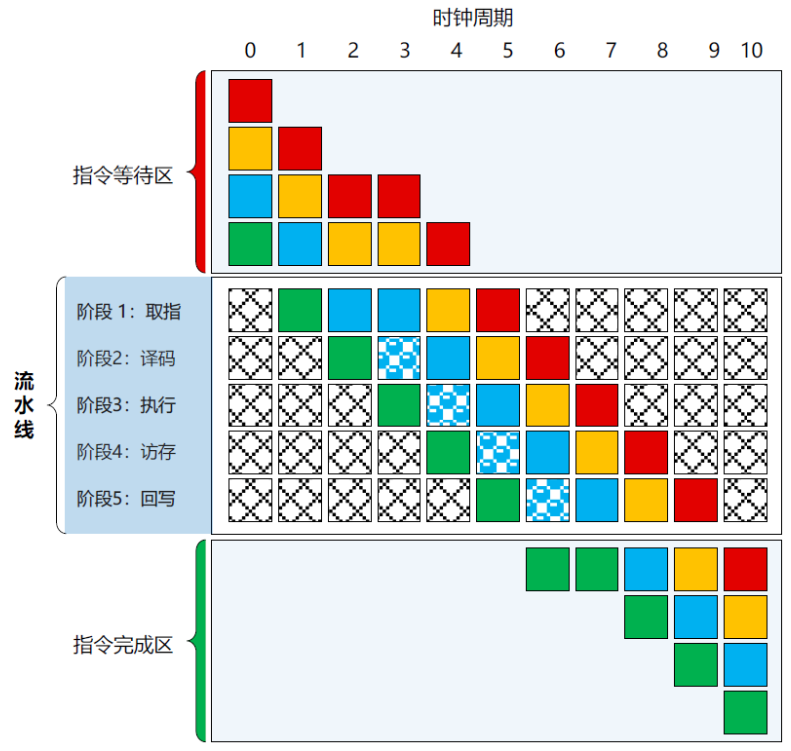 时钟周期
0 1 2 3 4 5 6 7 8 9 10
指令等待区
流水线
阶段 1：取指
阶段2：译码
阶段3：执行
阶段4：访存
阶段5：回写
指令完成区